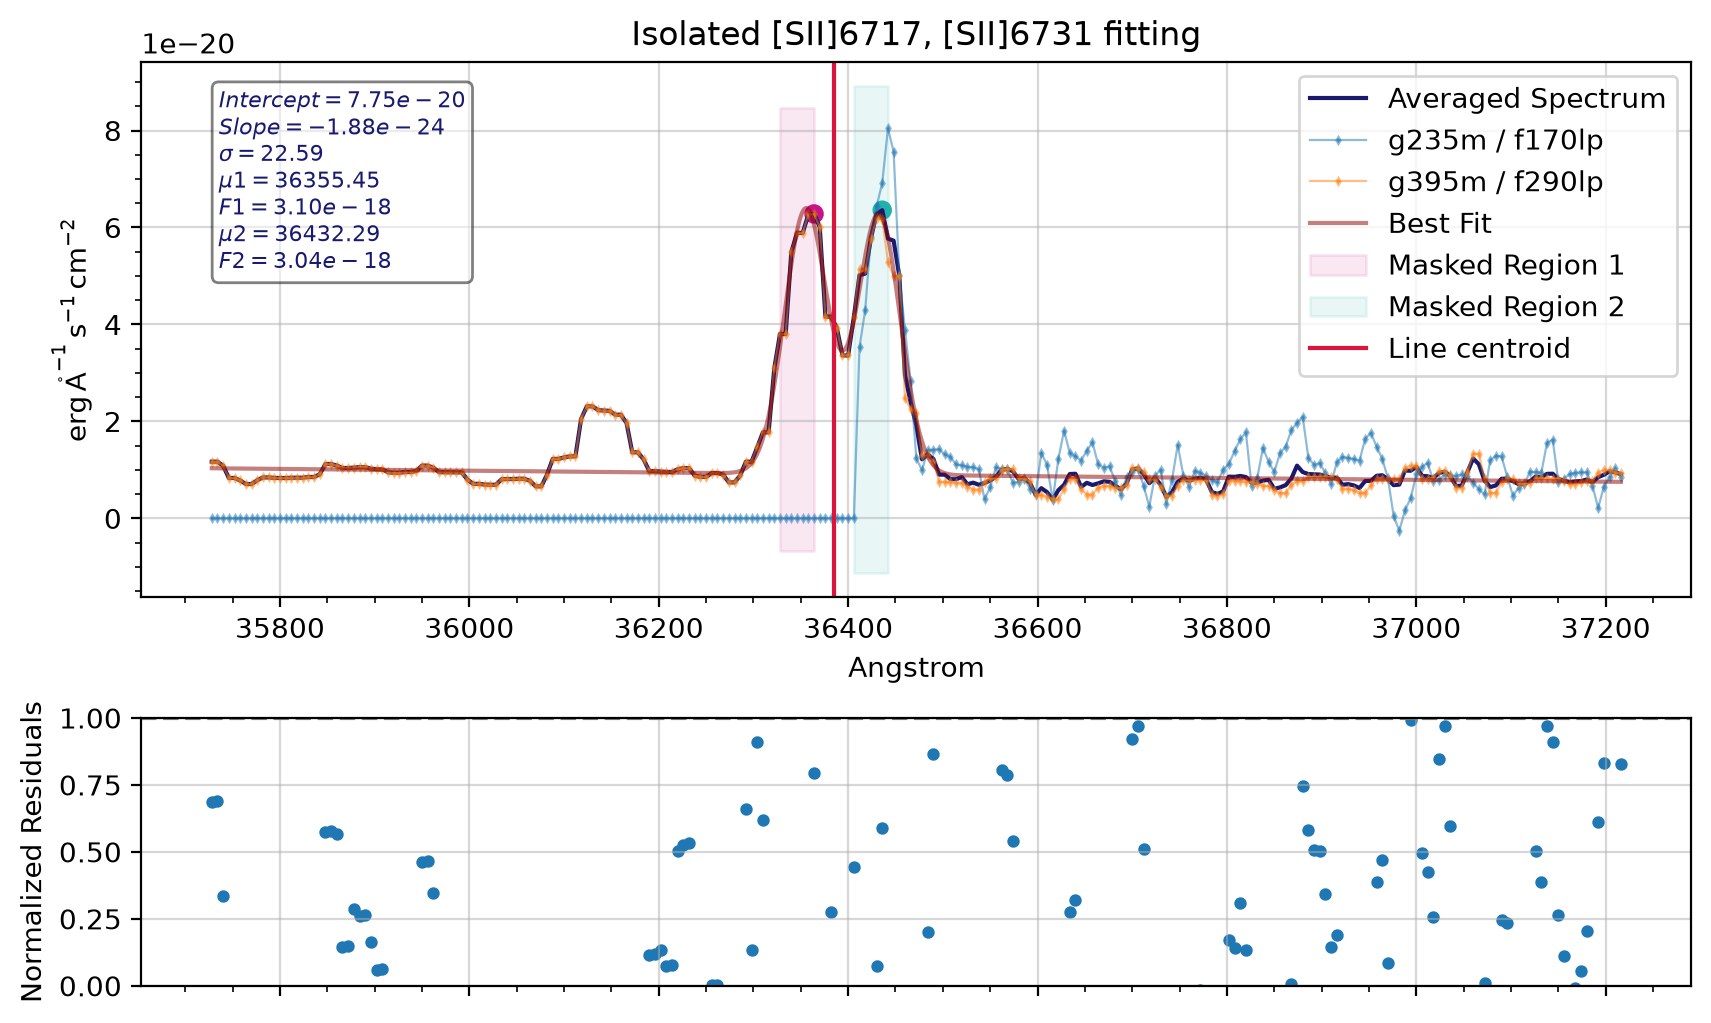 Isolated [SII]6717, [SII]6731 fitting
1e−20
Intercept = 7.75e − 20
Slope = −1.88e − 24
σ = 22.59
μ1 = 36355.45
F1 = 3.10e − 18
μ2 = 36432.29
F2 = 3.04e − 18
Averaged Spectrum
g235m / f170lp
g395m / f290lp
Best Fit
Masked Region 1
Masked Region 2
Line centroid
erg Å⁻¹ s⁻¹ cm⁻²
8
6
4
2
0
35800 36000 36200 36400 36600 36800 37000 37200
Angstrom
Normalized Residuals
1.00
0.75
0.50
0.25
0.00